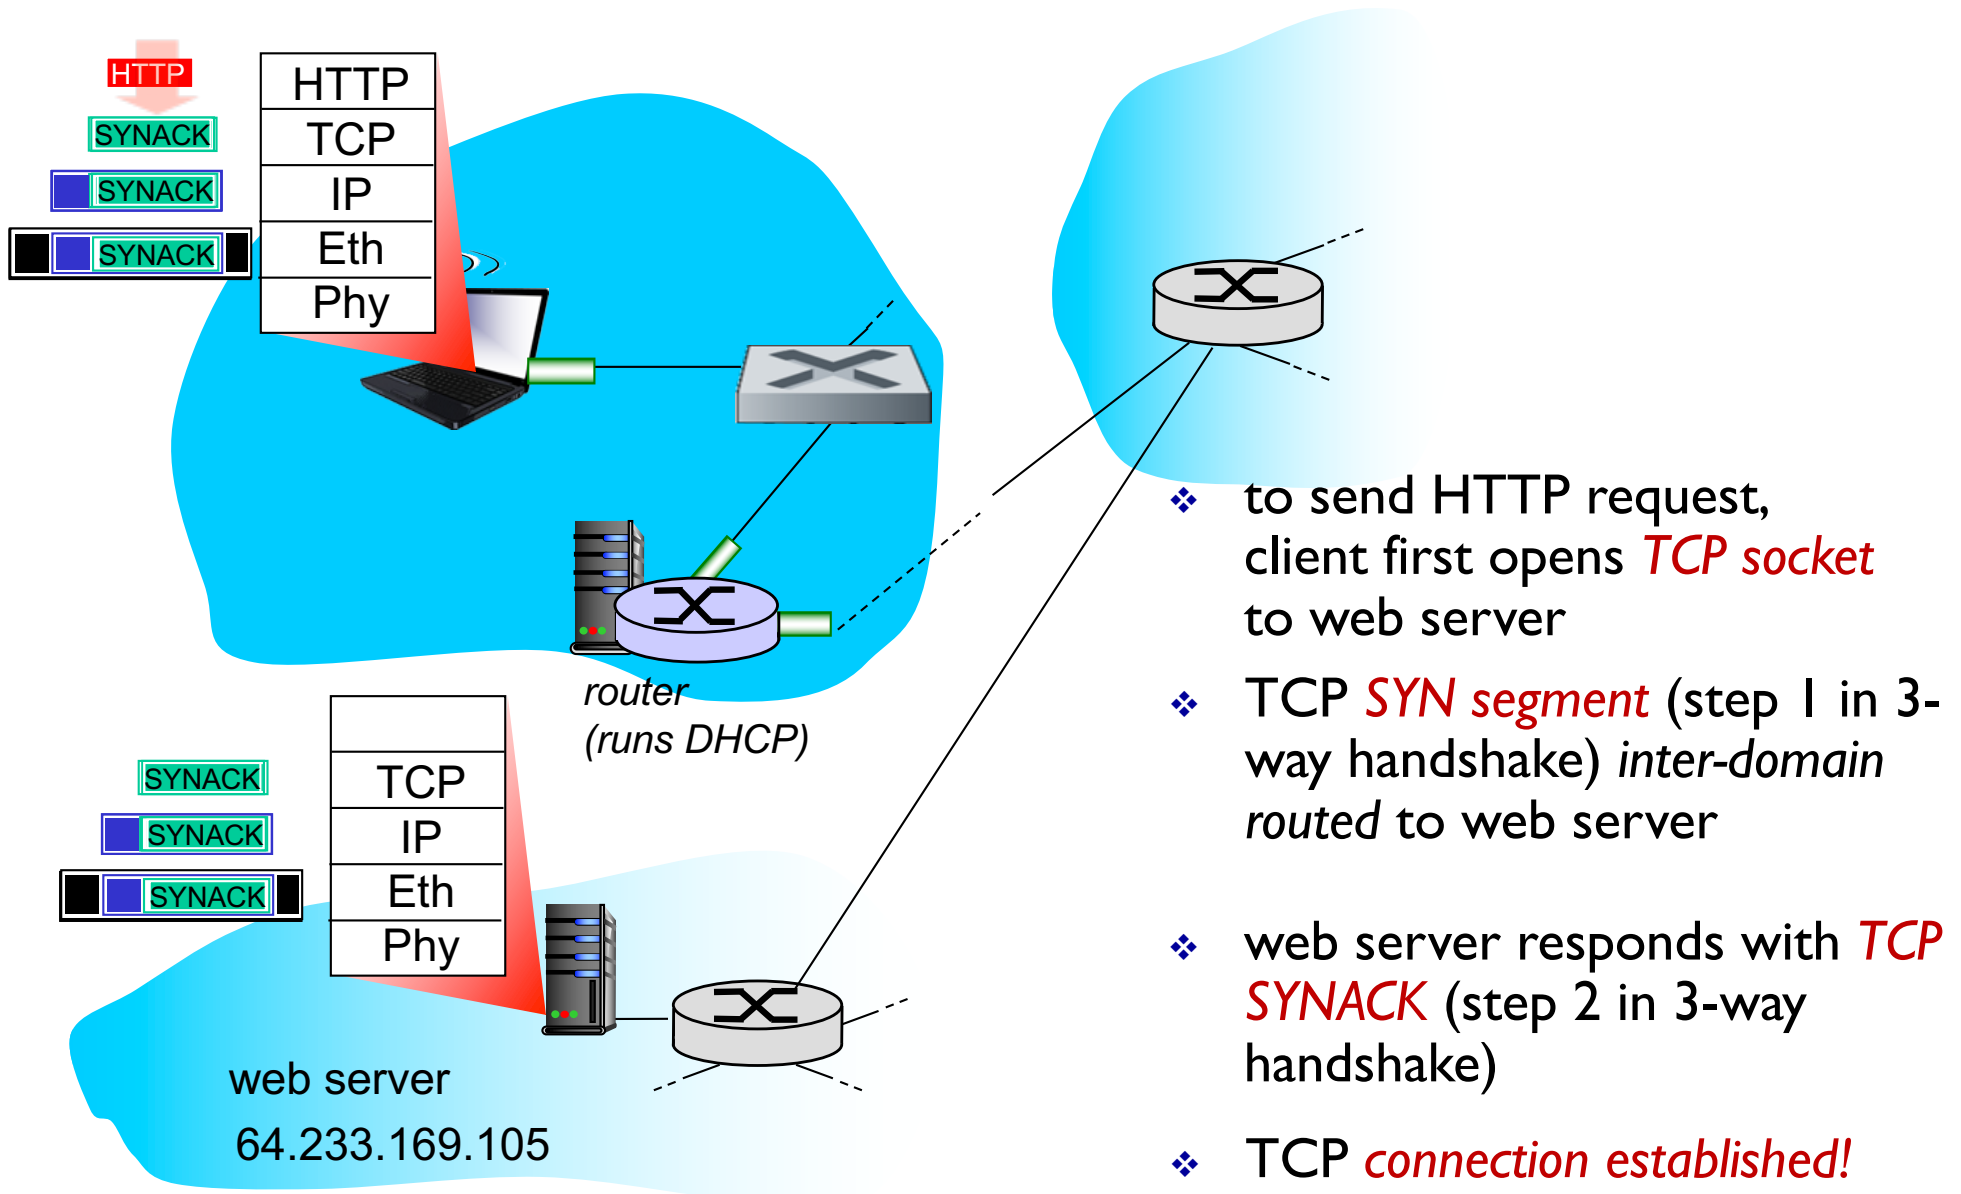 HTTP
SYNACK
SYNACK
SYNACK
HTTP
TCP
IP
Eth
Phy
router
(runs DHCP)
SYNACK
SYNACK
SYNACK
TCP
IP
Eth
Phy
web server
64.233.169.105
to send HTTP request,
client first opens TCP socket
to web server
TCP SYN segment (step 1 in 3-
way handshake) inter-domain
routed to web server
web server responds with TCP
SYNACK (step 2 in 3-way
handshake)
TCP connection established!